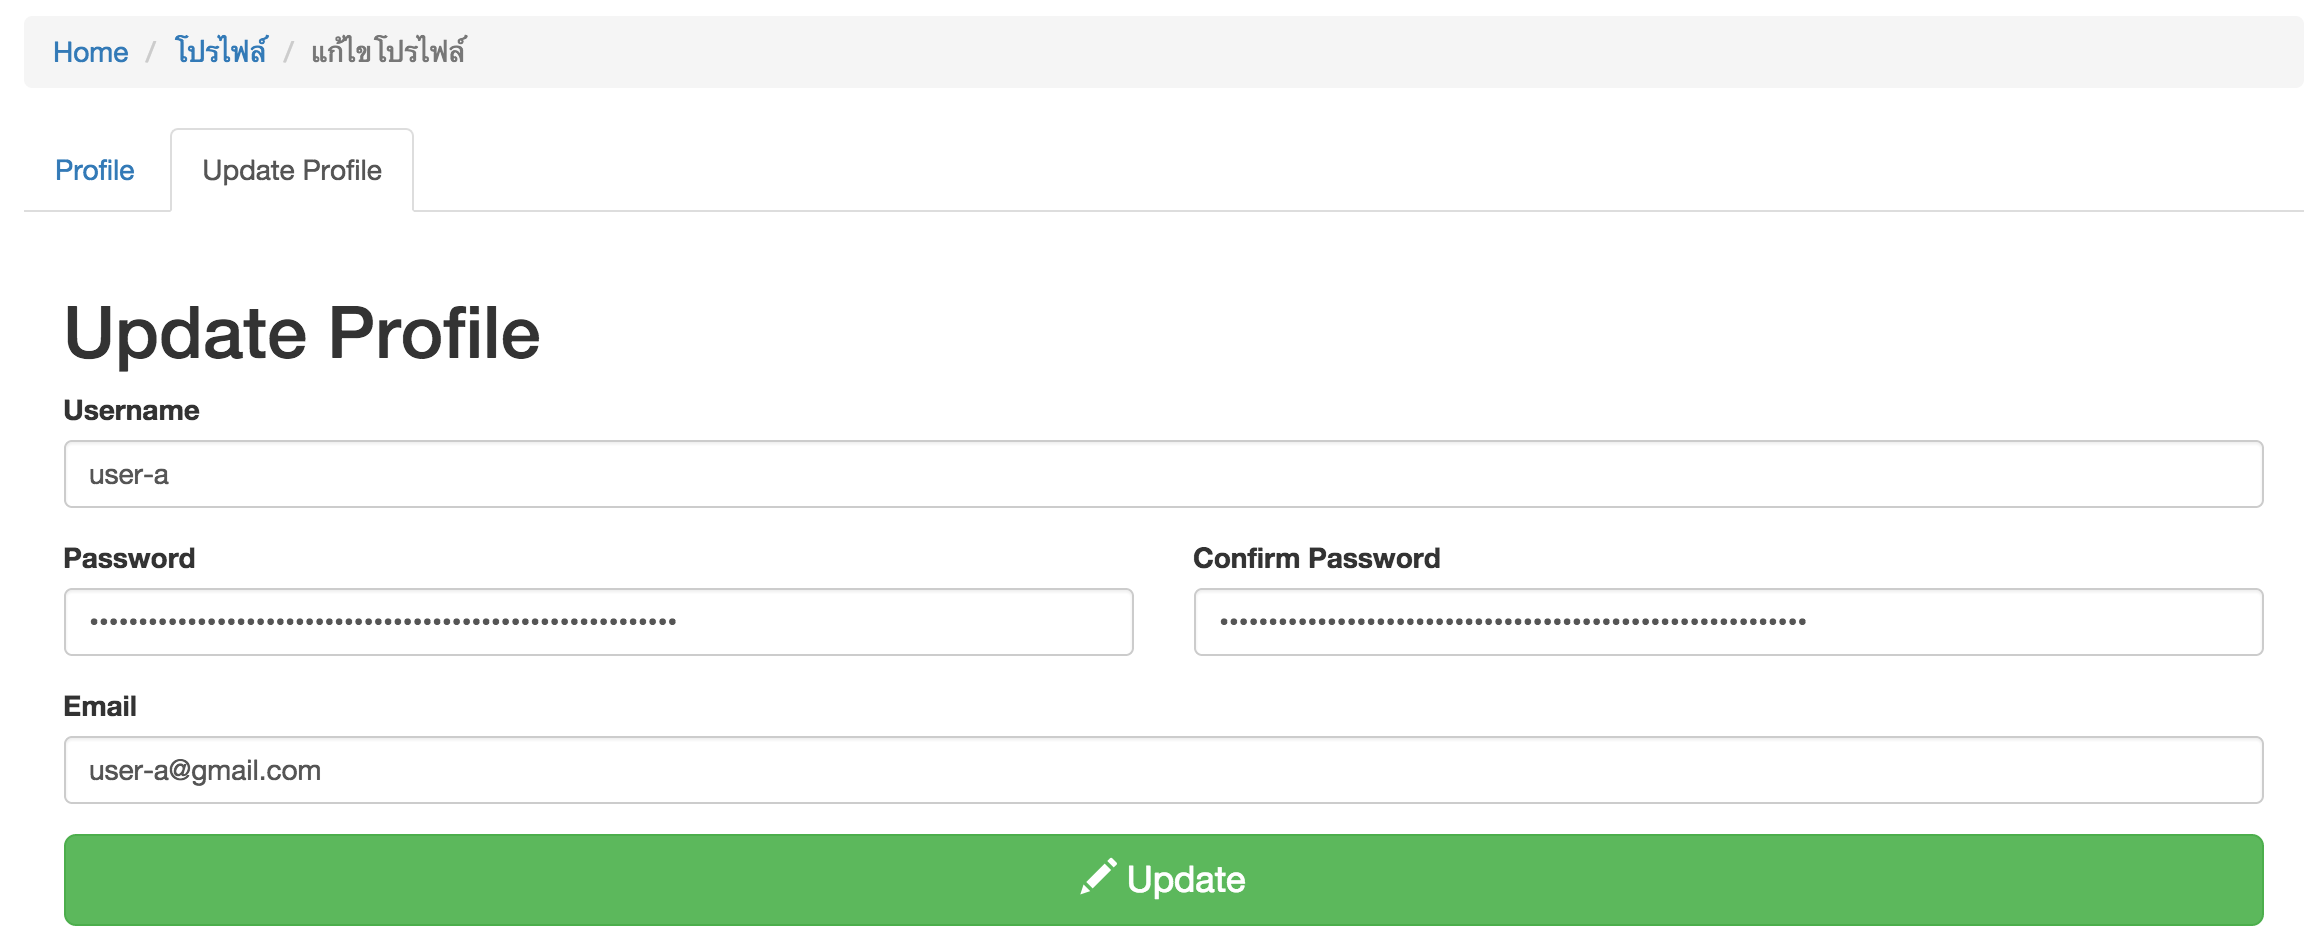 Home / โปรไฟล์ / แก้ไขโปรไฟล์
Profile Update Profile
Update Profile
Username
user-a
Password Confirm Password
Email
user-a@gmail.com
Update